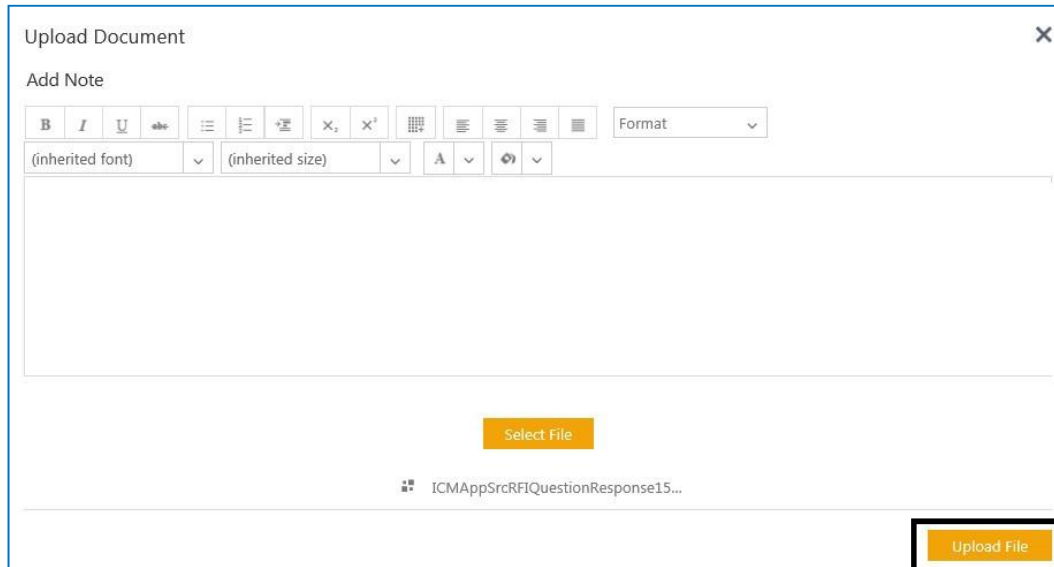 Upload Document
Add Note
B I U abc X₂ X² Format
(inherited font) (inherited size) A
Select File
ICMAppSrcRFIQuestionResponse15...
Upload File